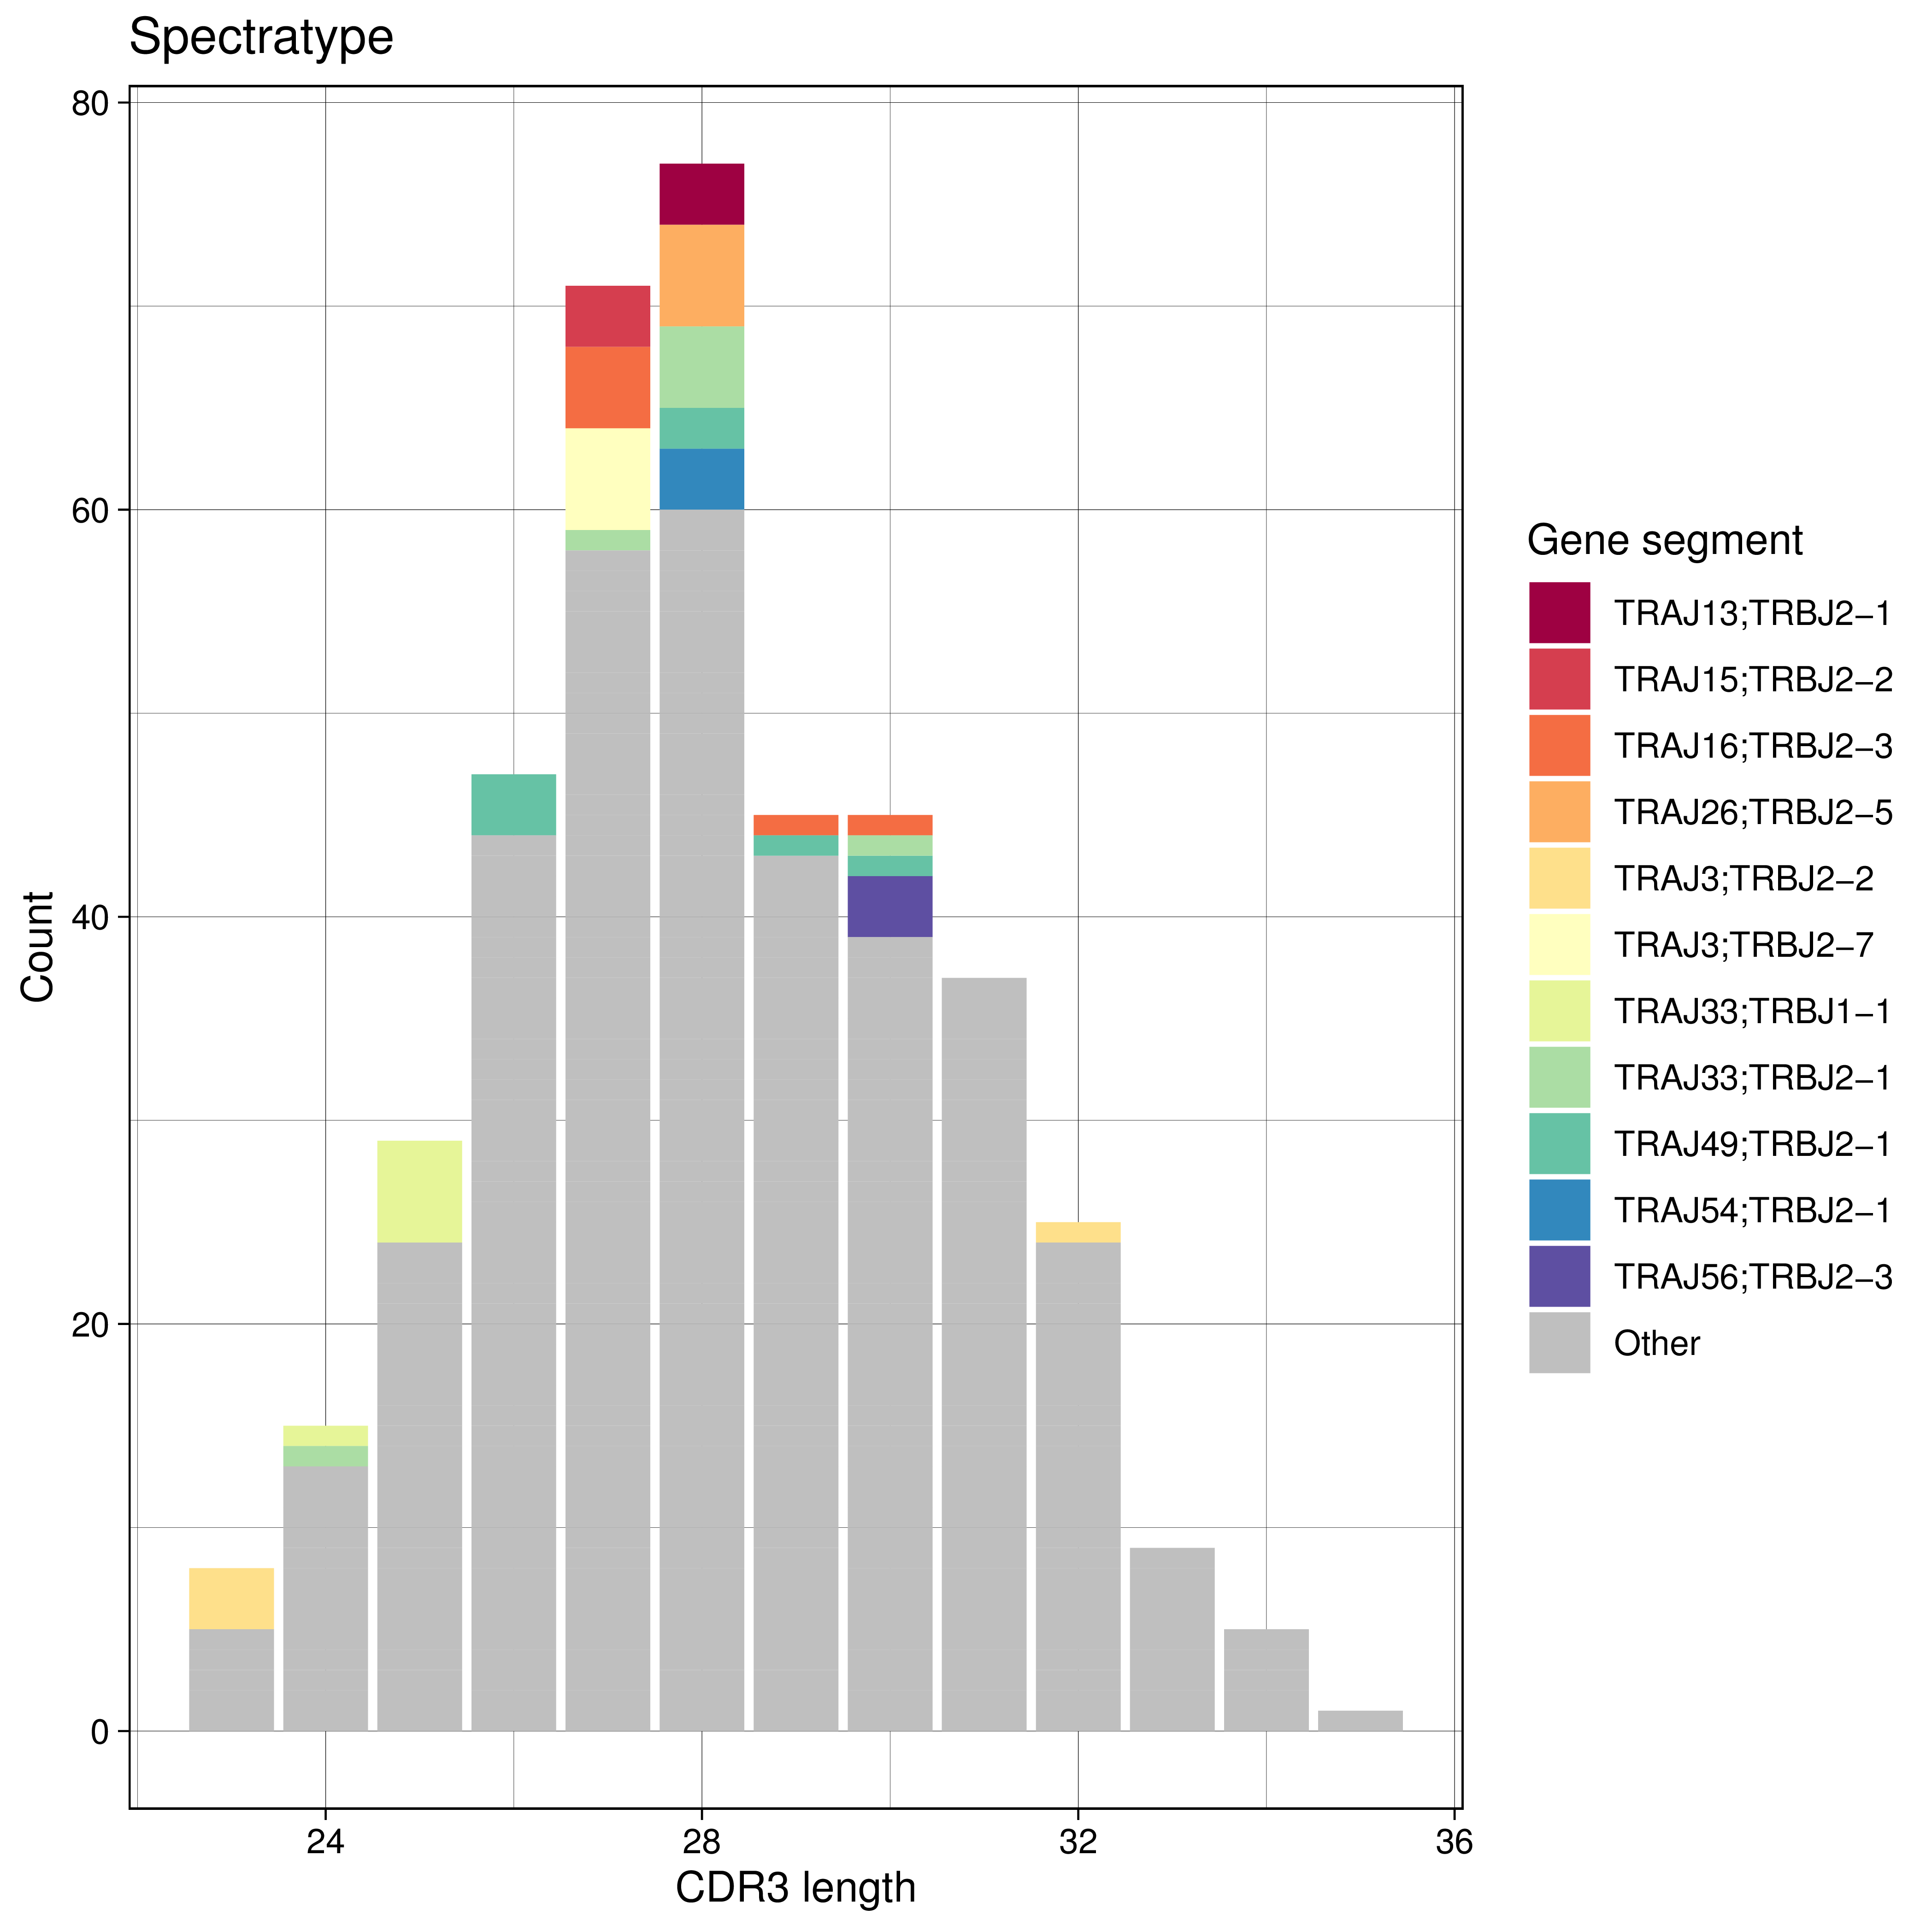 Spectratype
80
60
40
20
0
Count
24 28 32 36
CDR3 length
Gene segment
TRAJ13;TRBJ2−1
TRAJ15;TRBJ2−2
TRAJ16;TRBJ2−3
TRAJ26;TRBJ2−5
TRAJ3;TRBJ2−2
TRAJ3;TRBJ2−7
TRAJ33;TRBJ1−1
TRAJ33;TRBJ2−1
TRAJ49;TRBJ2−1
TRAJ54;TRBJ2−1
TRAJ56;TRBJ2−3
Other